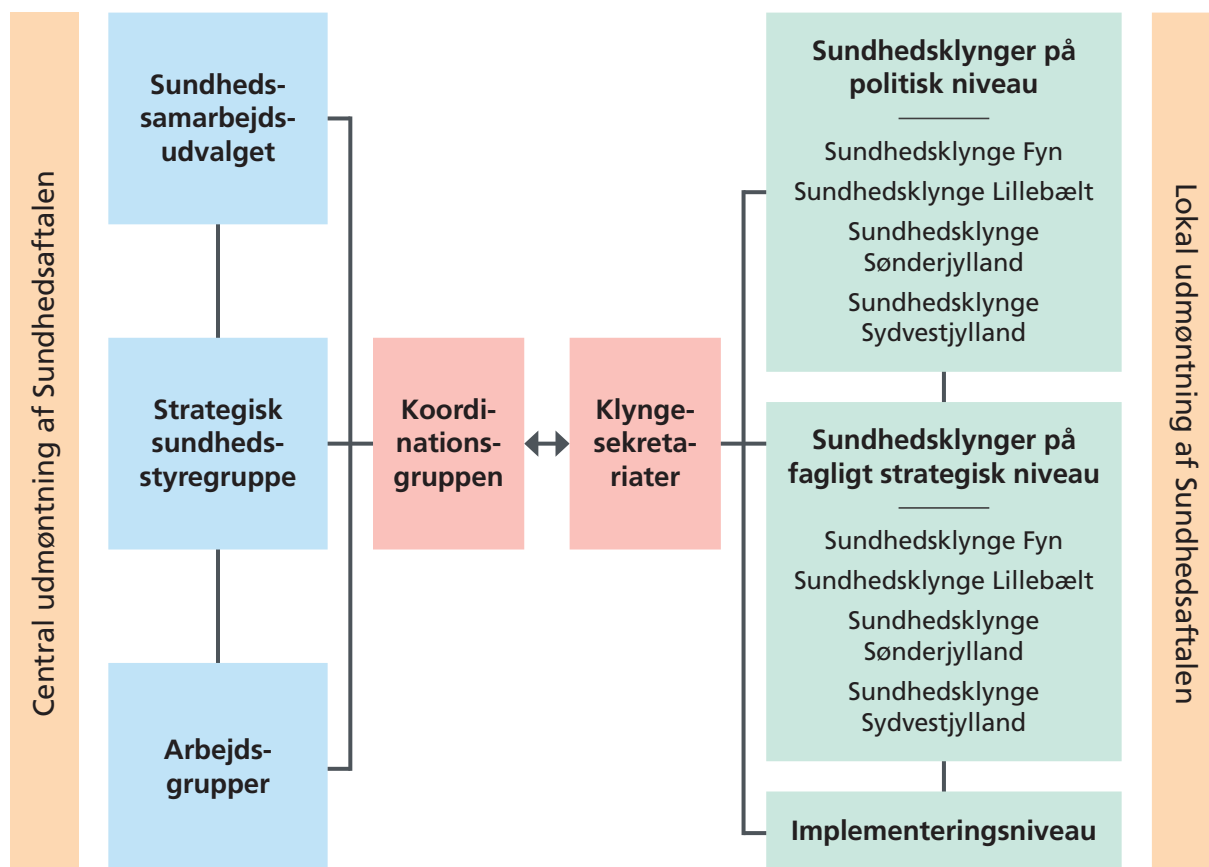 Central udmøntning af Sundhedsaftalen
Sundheds-
samarbejds-
udvalget
Strategisk
sundheds-
styregruppe
Arbejds-
grupper
Koordi-
nations-
gruppen
Klynge-
sekreta-
riater
Sundhedsklynger på
politisk niveau
Sundhedsklynge Fyn
Sundhedsklynge Lillebælt
Sundhedsklynge
Sønderjylland
Sundhedsklynge
Sydvestjylland
Sundhedsklynger på
fagligt strategisk niveau
Sundhedsklynge Fyn
Sundhedsklynge Lillebælt
Sundhedsklynge
Sønderjylland
Sundhedsklynge
Sydvestjylland
Implementeringsniveau
Lokal udmøntning af Sundhedsaftalen